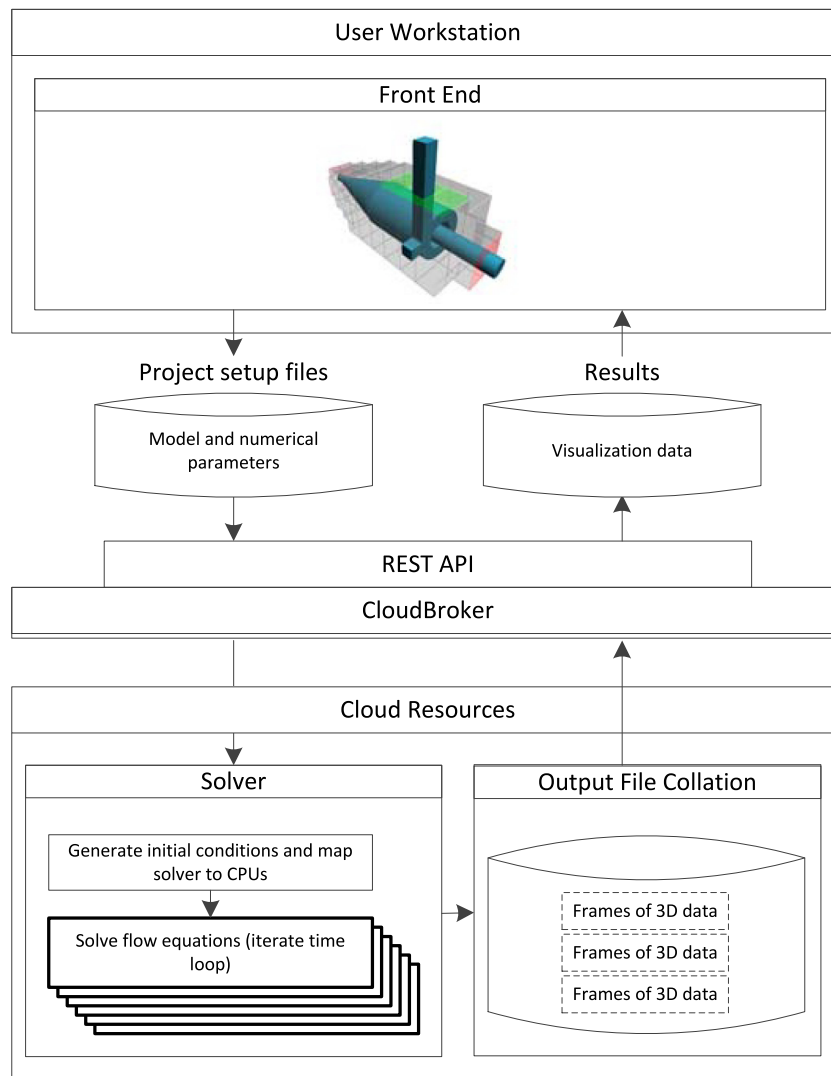 User Workstation
Front End
Project setup files
Results
Model and numerical
parameters
Visualization data
REST API
CloudBroker
Cloud Resources
Solver
Output File Collation
Generate initial conditions and map
solver to CPUs
Solve flow equations (iterate time
loop)
Frames of 3D data
Frames of 3D data
Frames of 3D data